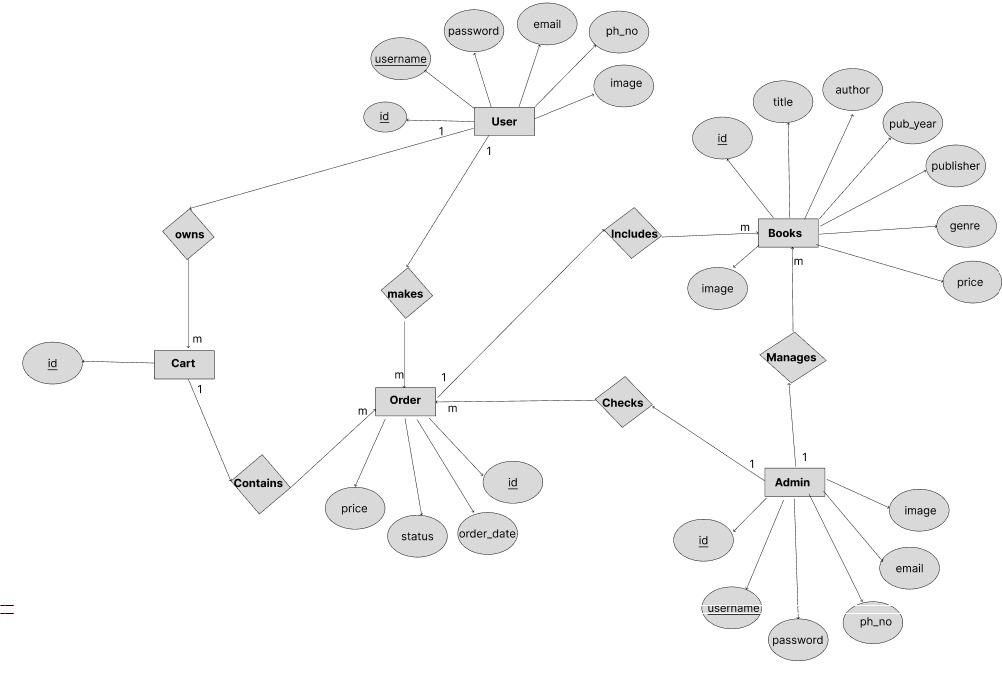 email
password
ph_no
username
image
id
User
1
1
author
title
pub_year
id
publisher
genre
Books
m
Includes
owns
m
price
image
makes
m
Manages
Cart
id
m
1
1
Order
m
m
Checks
1
1
Contains
id
Admin
price
status
order_date
image
id
email
username
ph_no
password